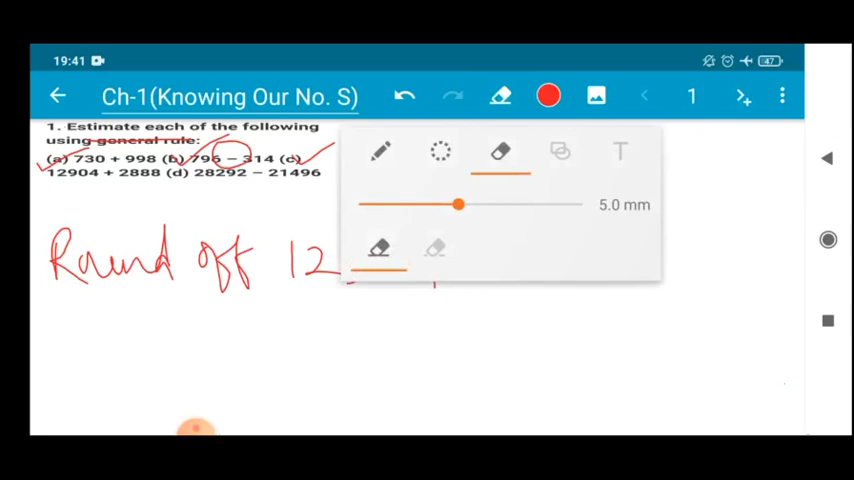 19:41 47
Ch-1(Knowing Our No. S) 1
1. Estimate each of the following
using general rule:
(a) 730 + 998 (b) 796 − 314 (c)
12904 + 2888 (d) 28292 − 21496
T
5.0 mm
Round off 12,